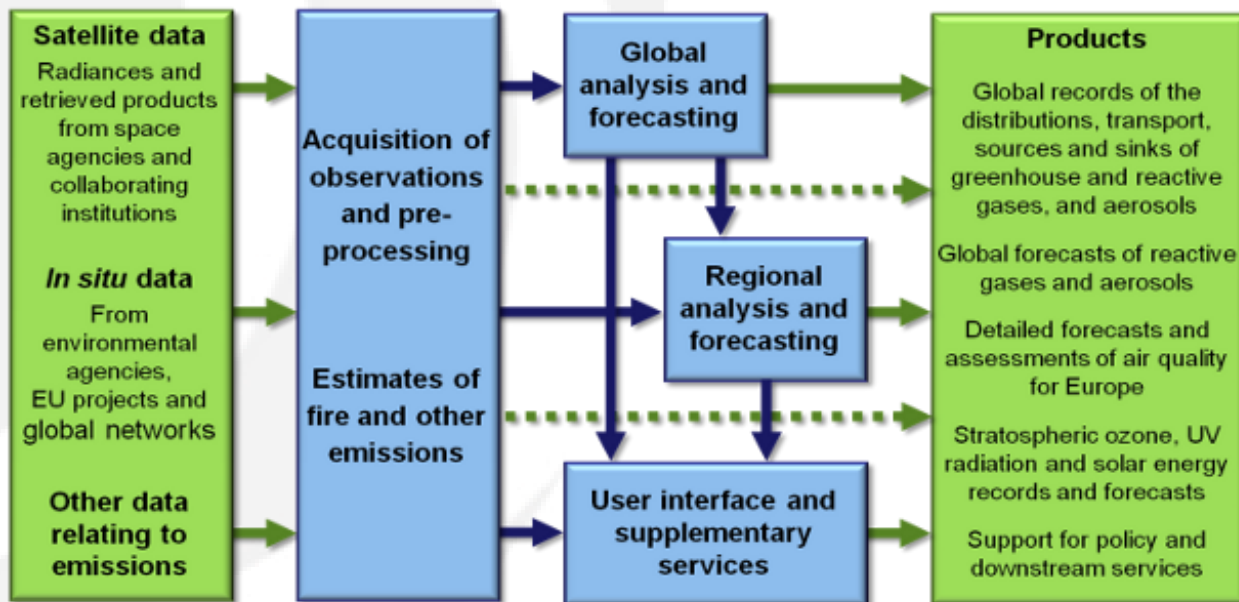 Satellite data
Radiances and
retrieved products
from space
agencies and
collaborating
institutions
In situ data
From
environmental
agencies,
EU projects and
global networks
Other data
relating to
emissions
Acquisition of
observations
and pre-
processing
Estimates of
fire and other
emissions
Global
analysis and
forecasting
Regional
analysis and
forecasting
User interface and
supplementary
services
Products
Global records of the
distributions, transport,
sources and sinks of
greenhouse and reactive
gases, and aerosols
Global forecasts of reactive
gases and aerosols
Detailed forecasts and
assessments of air quality
for Europe
Stratospheric ozone, UV
radiation and solar energy
records and forecasts
Support for policy and
downstream services